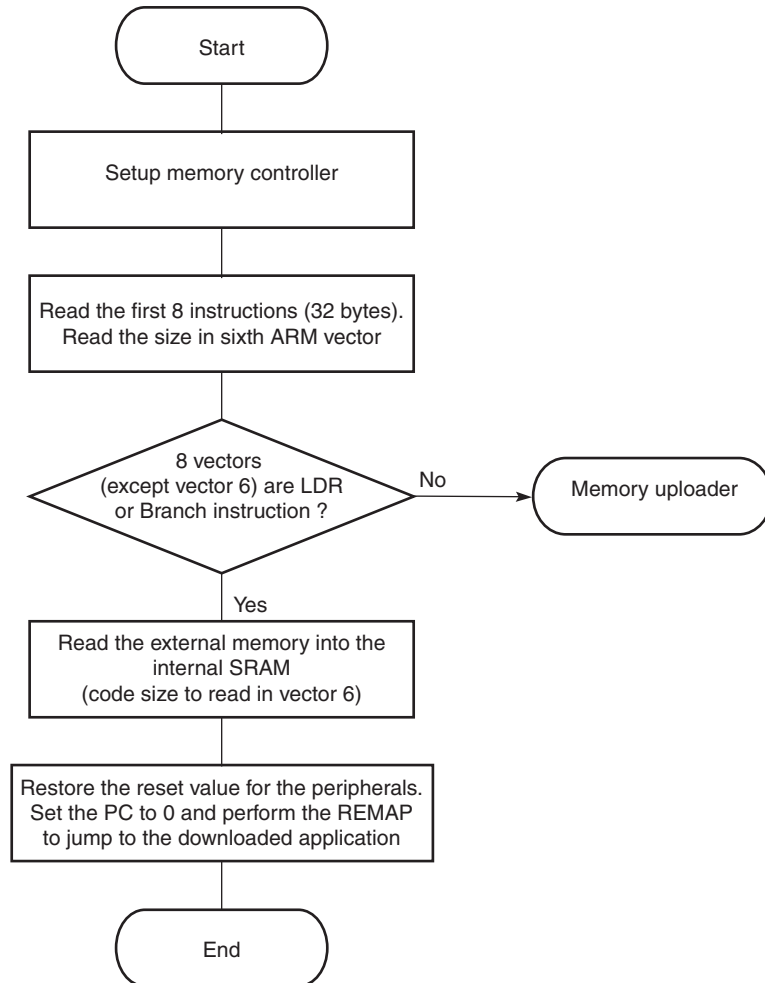 Start
Setup memory controller
Read the first 8 instructions (32 bytes).
Read the size in sixth ARM vector
8 vectors
(except vector 6) are LDR
or Branch instruction ?
No
Memory uploader
Yes
Read the external memory into the
internal SRAM
(code size to read in vector 6)
Restore the reset value for the peripherals.
Set the PC to 0 and perform the REMAP
to jump to the downloaded application
End